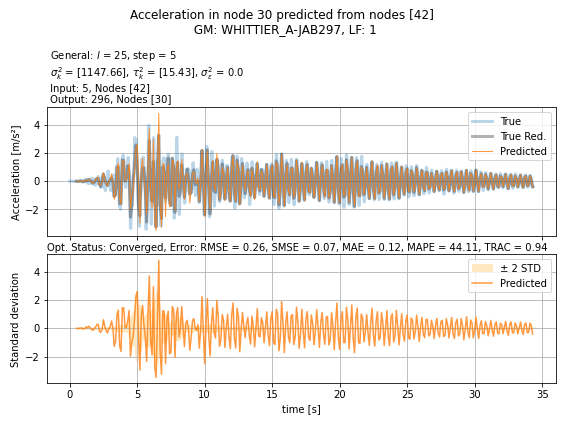 Acceleration in node 30 predicted from nodes [42]
GM: WHITTIER_A-JAB297, LF: 1
General: l = 25, step = 5
σ²ₖ = [1147.66], τ²ₖ = [15.43], σ²ε = 0.0
Input: 5, Nodes [42]
Output: 296, Nodes [30]
Acceleration [m/s²]
4
2
0
−2
True
True Red.
Predicted
Opt. Status: Converged, Error: RMSE = 0.26, SMSE = 0.07, MAE = 0.12, MAPE = 44.11, TRAC = 0.94
Standard deviation
4
2
0
−2
± 2 STD
Predicted
0 5 10 15 20 25 30 35
time [s]